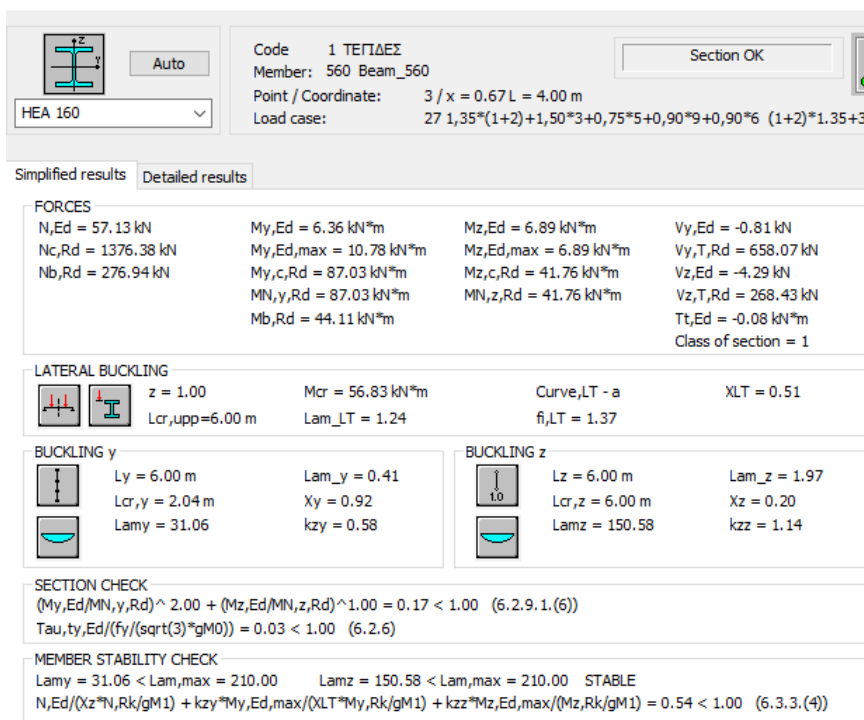 z
y
Auto
HEA 160
Code 1 ΤΕΓΙΔΕΣ
Member: 560 Beam_560
Point / Coordinate: 3 / x = 0.67 L = 4.00 m
Load case: 27 1,35*(1+2)+1,50*3+0,75*5+0,90*9+0,90*6 (1+2)*1.35+3
Section OK
Simplified results Detailed results
FORCES
N,Ed = 57.13 kN My,Ed = 6.36 kN*m Mz,Ed = 6.89 kN*m Vy,Ed = -0.81 kN
Nc,Rd = 1376.38 kN My,Ed,max = 10.78 kN*m Mz,Ed,max = 6.89 kN*m Vy,T,Rd = 658.07 kN
Nb,Rd = 276.94 kN My,c,Rd = 87.03 kN*m Mz,c,Rd = 41.76 kN*m Vz,Ed = -4.29 kN
MN,y,Rd = 87.03 kN*m MN,z,Rd = 41.76 kN*m Vz,T,Rd = 268.43 kN
Mb,Rd = 44.11 kN*m Tt,Ed = -0.08 kN*m
Class of section = 1
LATERAL BUCKLING
z = 1.00 Mcr = 56.83 kN*m Curve,LT - a XLT = 0.51
Lcr,upp=6.00 m Lam_LT = 1.24 fi,LT = 1.37
BUCKLING y
Ly = 6.00 m Lam_y = 0.41
Lcr,y = 2.04 m Xy = 0.92
Lamy = 31.06 kzy = 0.58
BUCKLING z
1.0
Lz = 6.00 m Lam_z = 1.97
Lcr,z = 6.00 m Xz = 0.20
Lamz = 150.58 kzz = 1.14
SECTION CHECK
(My,Ed/MN,y,Rd)^ 2.00 + (Mz,Ed/MN,z,Rd)^1.00 = 0.17 < 1.00 (6.2.9.1.(6))
Tau,ty,Ed/(fy/(sqrt(3)*gM0)) = 0.03 < 1.00 (6.2.6)
MEMBER STABILITY CHECK
Lamy = 31.06 < Lam,max = 210.00 Lamz = 150.58 < Lam,max = 210.00 STABLE
N,Ed/(Xz*N,Rk/gM1) + kzy*My,Ed,max/(XLT*My,Rk/gM1) + kzz*Mz,Ed,max/(Mz,Rk/gM1) = 0.54 < 1.00 (6.3.3.(4))